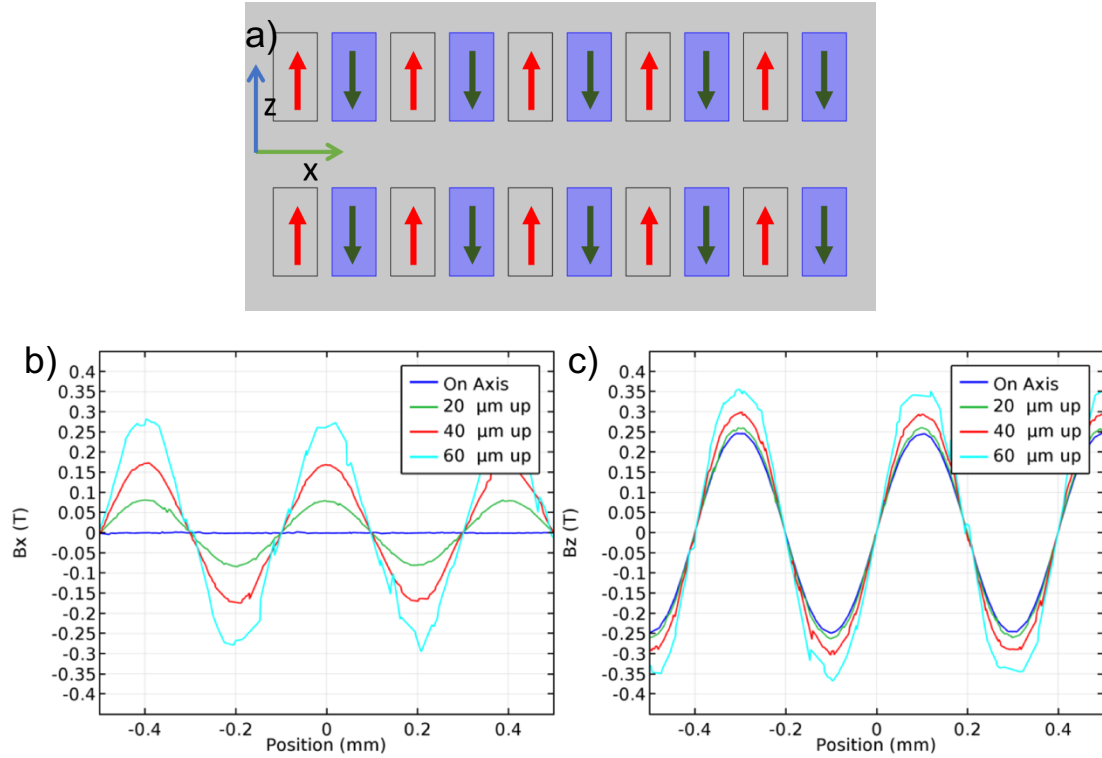 a)
z
x
b)
0.4
0.35
0.3
0.25
0.2
0.15
0.1
0.05
0
-0.05
-0.1
-0.15
-0.2
-0.25
-0.3
-0.35
-0.4
Bx (T)
On Axis
20 µm up
40 µm up
60 µm up
-0.4 -0.2 0 0.2 0.4
Position (mm)
c)
0.4
0.35
0.3
0.25
0.2
0.15
0.1
0.05
0
-0.05
-0.1
-0.15
-0.2
-0.25
-0.3
-0.35
-0.4
Bz (T)
On Axis
20 µm up
40 µm up
60 µm up
-0.4 -0.2 0 0.2 0.4
Position (mm)